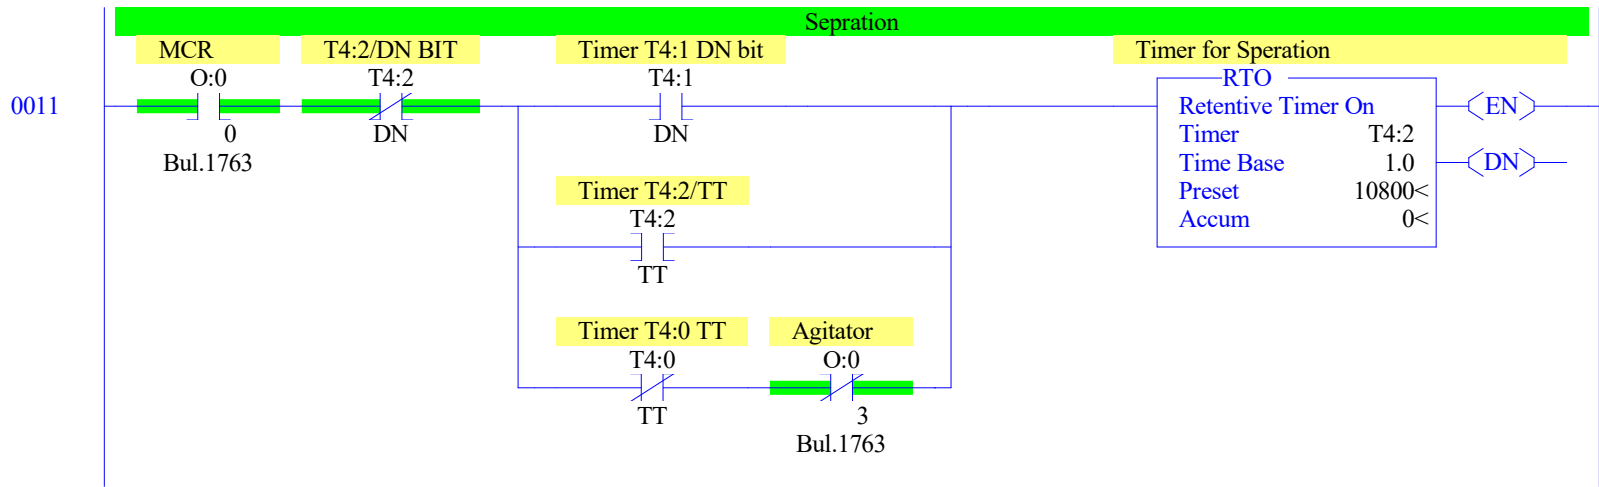 Sepration
MCR
T4:2/DN BIT
Timer T4:1 DN bit
Timer for Speration
O:0
T4:2
T4:1
RTO
0011
Retentive Timer On
EN
0
DN
DN
Timer
T4:2
Bul.1763
Time Base
1.0
DN
Timer T4:2/TT
Preset
10800<
T4:2
Accum
0<
TT
Timer T4:0 TT
Agitator
T4:0
O:0
TT
3
Bul.1763